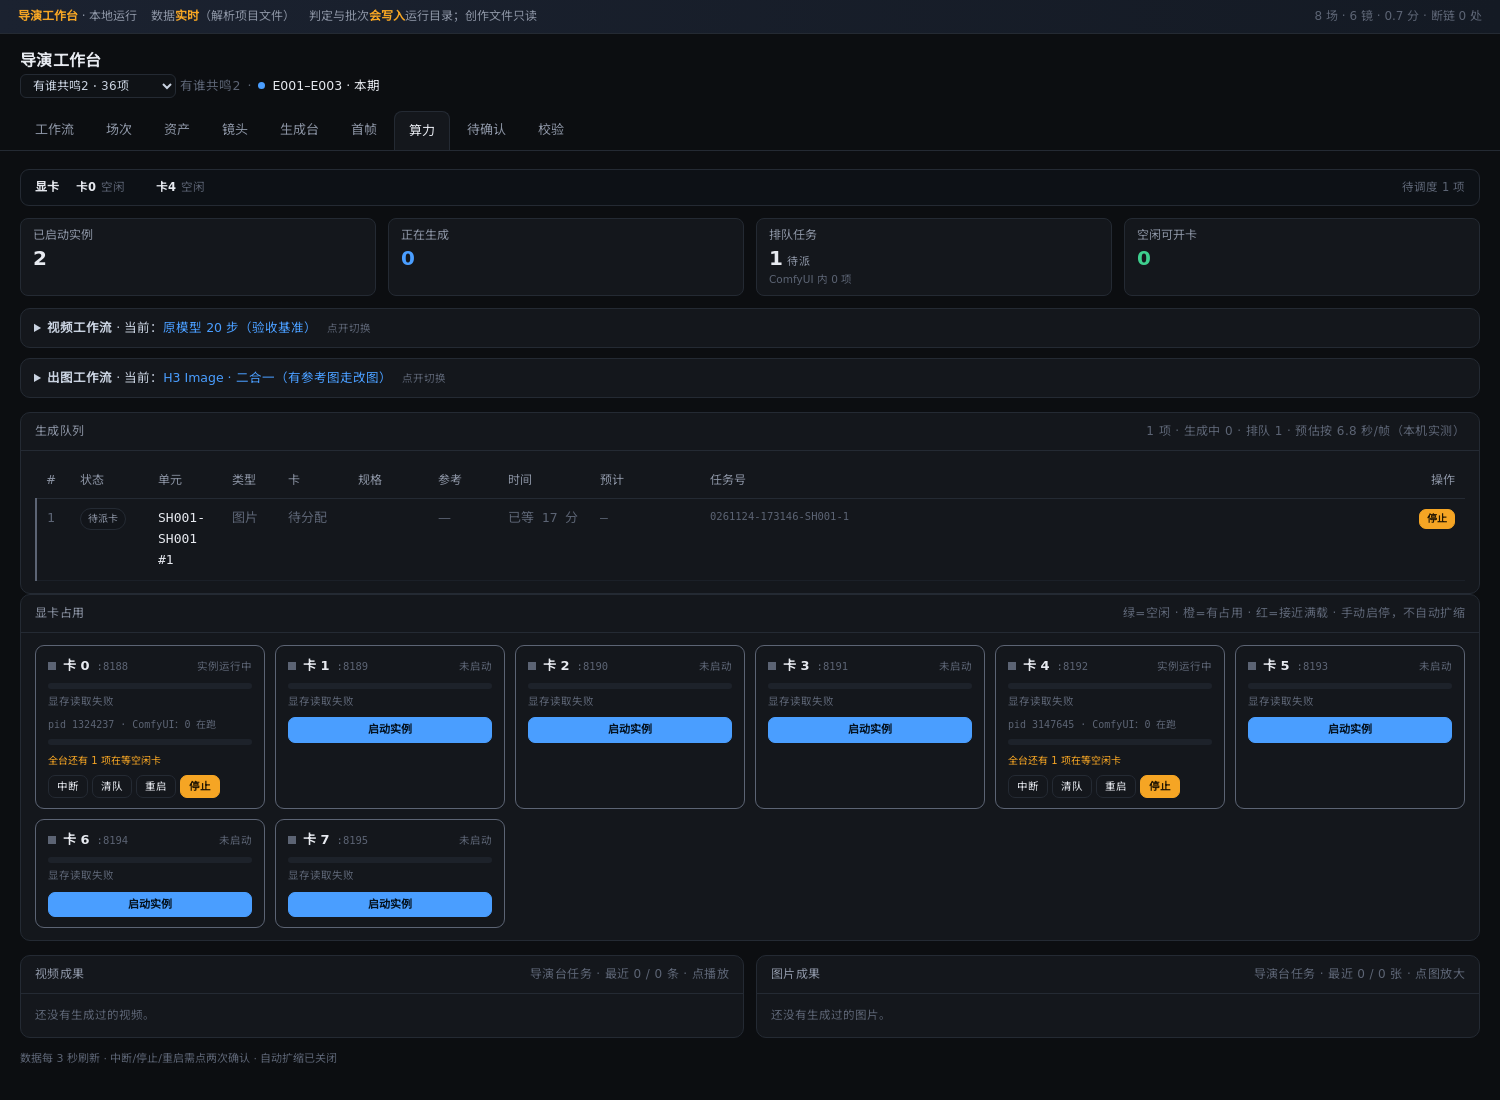 导演工作台 · 本地运行 数据实时（解析项目文件） 判定与批次会写入运行目录；创作文件只读 8 场 · 6 镜 · 0.7 分 · 断链 0 处
导演工作台
有谁共鸣2 · 36项 有谁共鸣2 · E001–E003 · 本期
工作流 场次 资产 镜头 生成台 首帧 算力 待确认 校验
显卡 卡0 空闲 卡4 空闲 待调度 1 项
已启动实例 正在生成 排队任务 空闲可开卡
2 0 1 待派 0
ComfyUI 内 0 项
视频工作流 · 当前：原模型 20 步（验收基准） 点开切换
出图工作流 · 当前：H3 Image · 二合一（有参考图走改图） 点开切换
生成队列 1 项 · 生成中 0 · 排队 1 · 预估按 6.8 秒/帧（本机实测）
# 状态 单元 类型 卡 规格 参考 时间 预计 任务号 操作
1 待派卡 SH001- 图片 待分配 — 已等 17 分 — 0261124-173146-SH001-1 停止
SH001
#1
显卡占用 绿=空闲 · 橙=有占用 · 红=接近满载 · 手动启停，不自动扩缩
卡 0 :8188 实例运行中 卡 1 :8189 未启动 卡 2 :8190 未启动 卡 3 :8191 未启动 卡 4 :8192 实例运行中 卡 5 :8193 未启动
显存读取失败 显存读取失败 显存读取失败 显存读取失败 显存读取失败 显存读取失败
pid 1324237 · ComfyUI：0 在跑 启动实例 启动实例 启动实例 pid 3147645 · ComfyUI：0 在跑 启动实例
全台还有 1 项在等空闲卡 全台还有 1 项在等空闲卡
中断 清队 重启 停止 中断 清队 重启 停止
卡 6 :8194 未启动 卡 7 :8195 未启动
显存读取失败 显存读取失败
启动实例 启动实例
视频成果 导演台任务 · 最近 0 / 0 条 · 点播放 图片成果 导演台任务 · 最近 0 / 0 张 · 点图放大
还没有生成过的视频。 还没有生成过的图片。
数据每 3 秒刷新 · 中断/停止/重启需点两次确认 · 自动扩缩已关闭